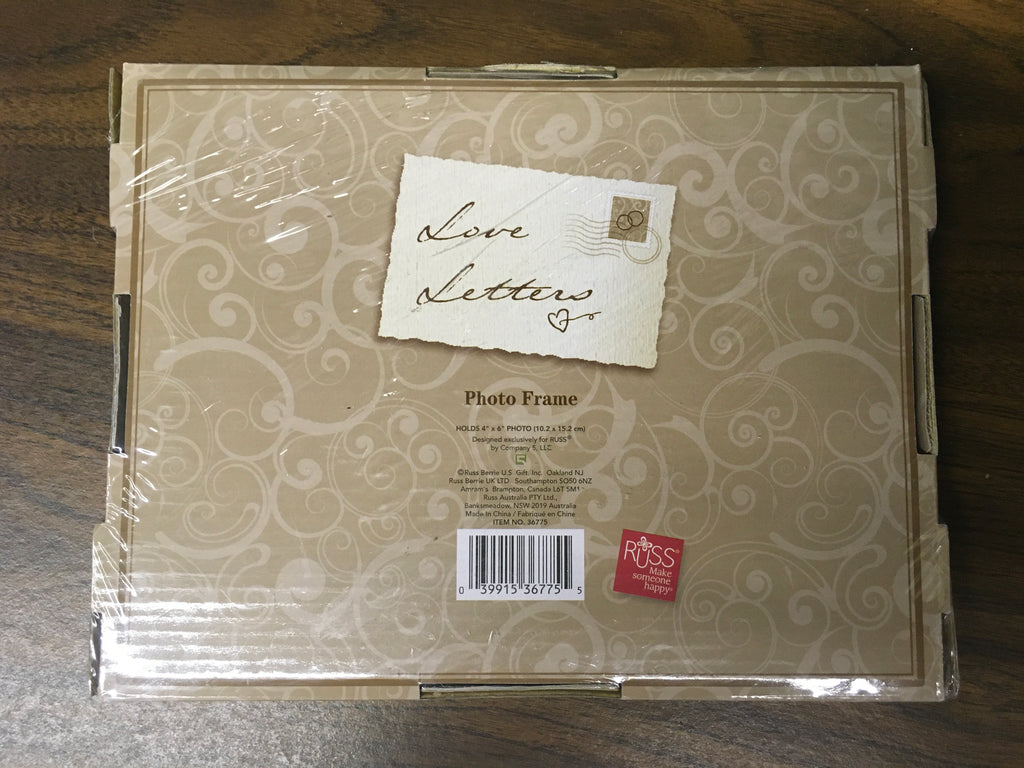 Love
Letters
Photo Frame
HOLDS 4" x 6" PHOTO (10.2 x 15.2 cm)
Designed exclusively for RUSS®
by Company 5, LLC
©Russ Berrie U.S. Gift, Inc. Oakland NJ
Russ Berrie UK LTD. Southampton SO50 6NZ
Amram's Brampton, Canada L6T 5M1
Russ Australia PTY Ltd.,
Banksmeadow, NSW 2019 Australia
Made In China / Fabriqué en Chine
ITEM NO. 36775
0 39915 36775 5
RUSS®
Make
someone
happy®